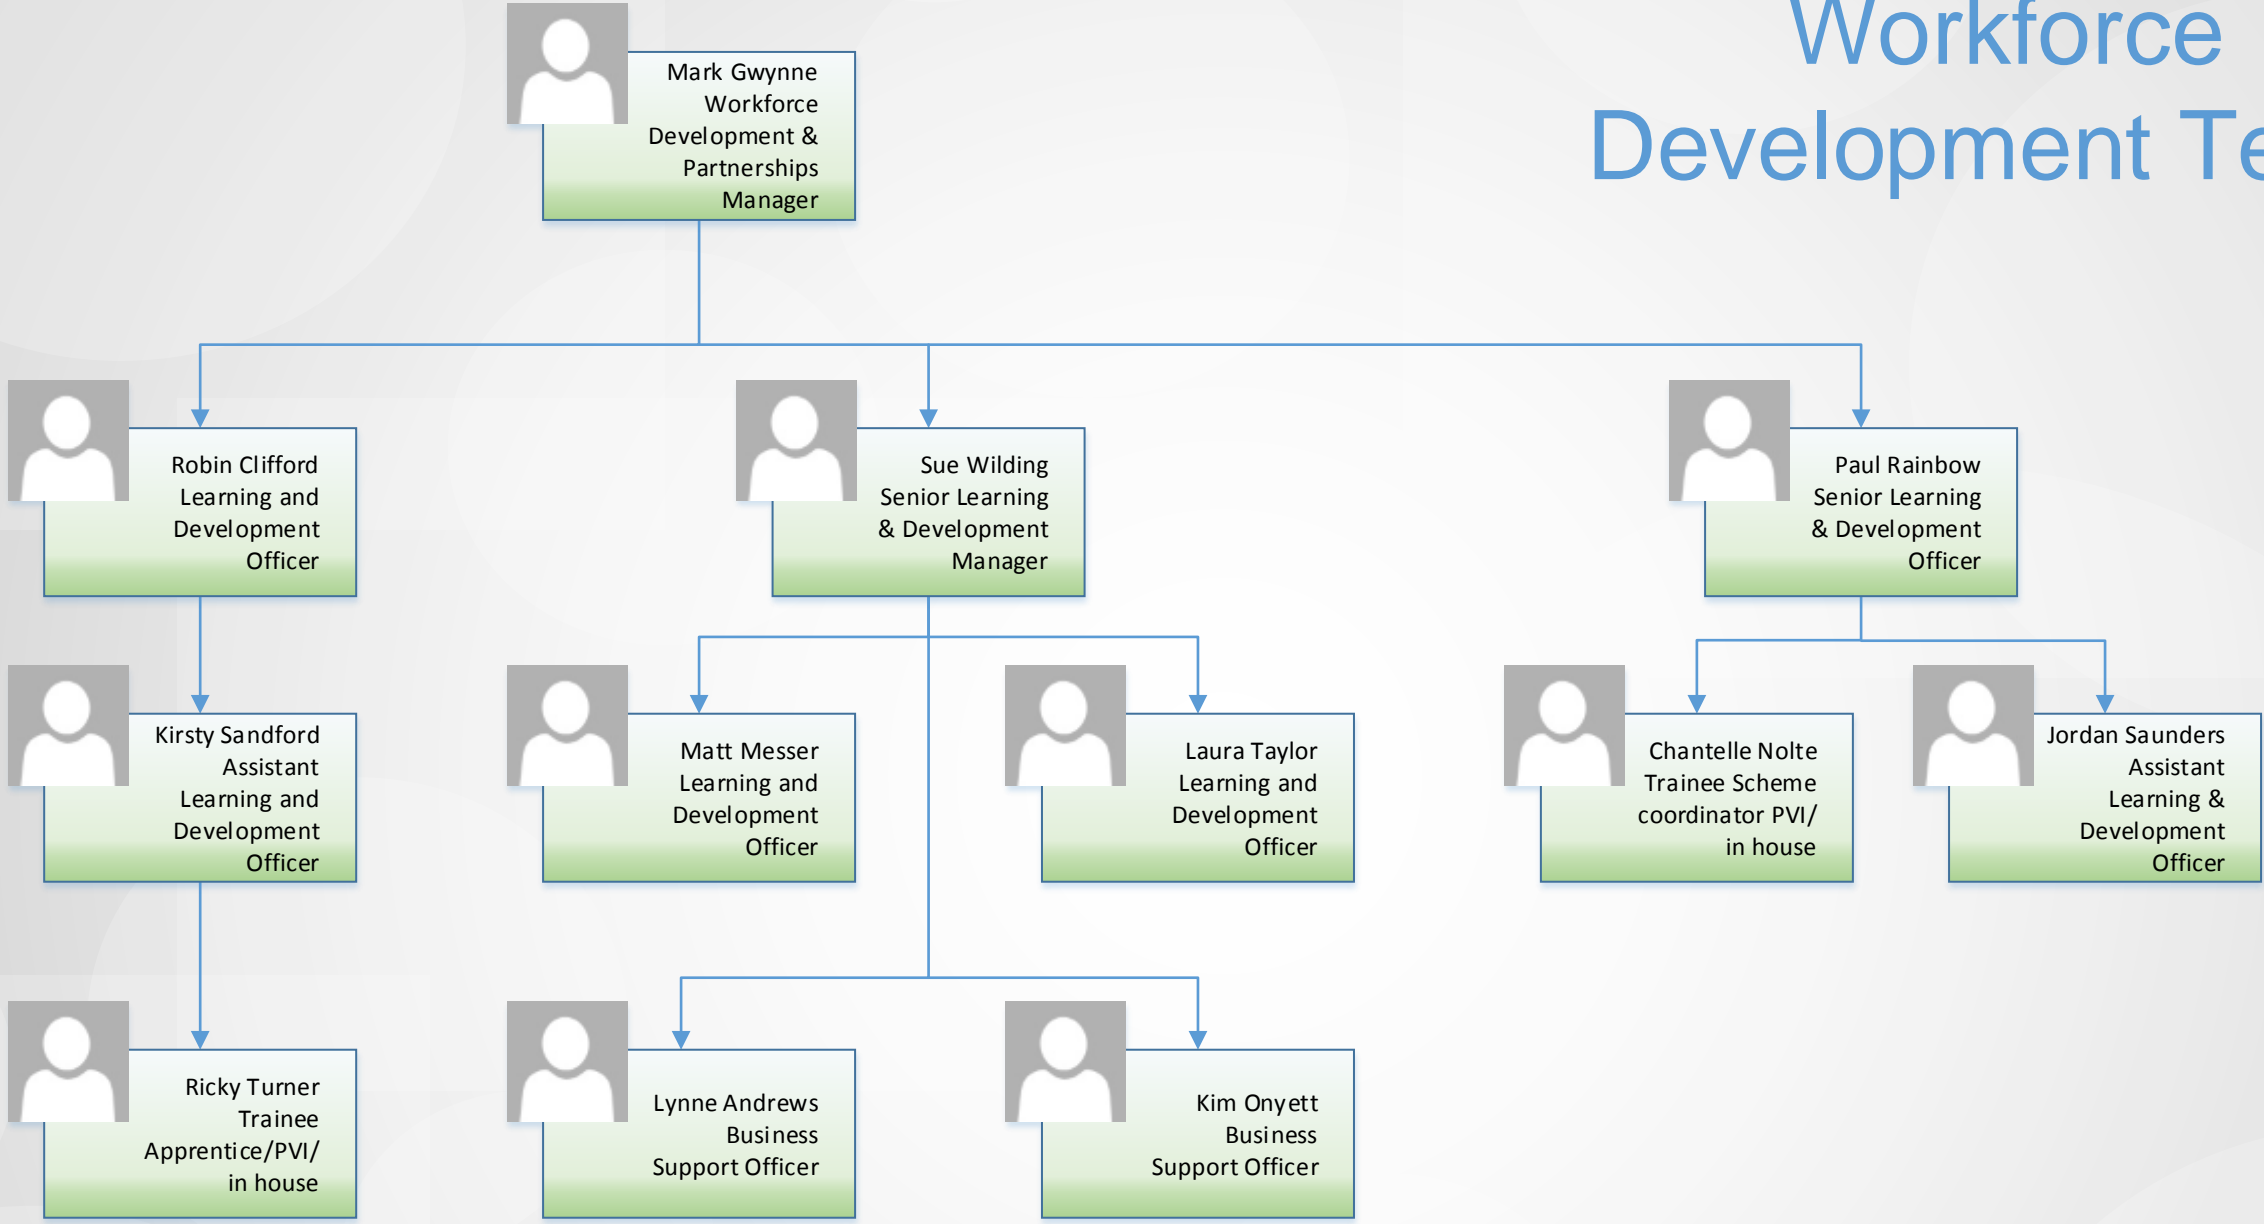 Workforce
Development Te
Mark Gwynne
Workforce
Development &
Partnerships
Manager
Robin Clifford
Learning and
Development
Officer
Sue Wilding
Senior Learning
& Development
Manager
Paul Rainbow
Senior Learning
& Development
Officer
Kirsty Sandford
Assistant
Learning and
Development
Officer
Matt Messer
Learning and
Development
Officer
Laura Taylor
Learning and
Development
Officer
Chantelle Nolte
Trainee Scheme
coordinator PVI/
in house
Jordan Saunders
Assistant
Learning &
Development
Officer
Ricky Turner
Trainee
Apprentice/PVI/
in house
Lynne Andrews
Business
Support Officer
Kim Onyett
Business
Support Officer